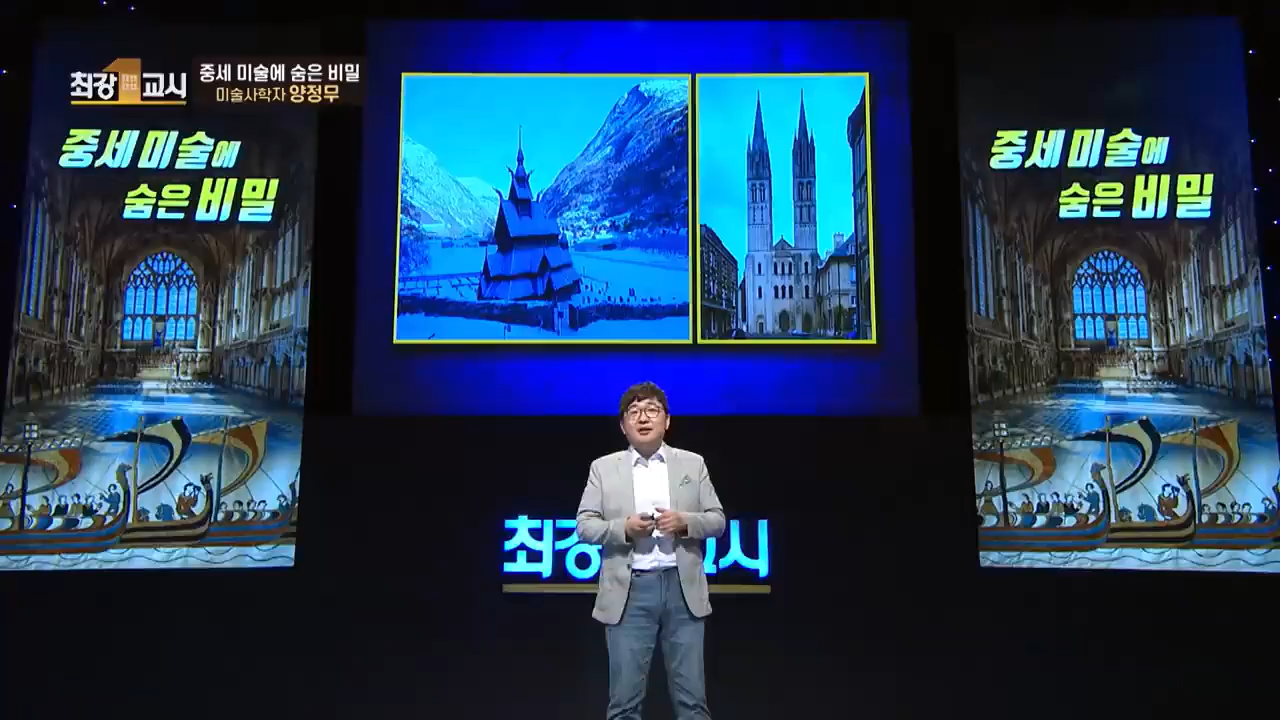 최강1교시
중세 미술에 숨은 비밀
미술사학자 양정무
중세 미술에
숨은 비밀
중세 미술에
숨은 비밀
최강 교시